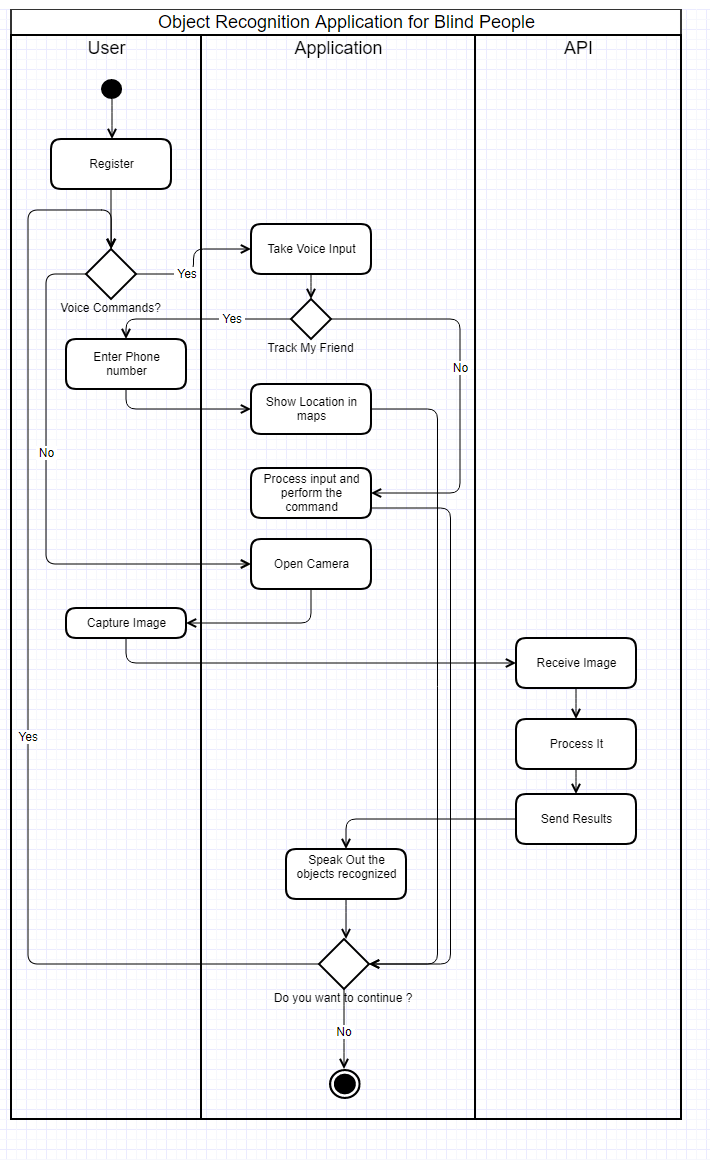 Object Recognition Application for Blind People
User
Application
API
Register
Take Voice Input
Yes
Voice Commands?
Yes
Track My Friend
Enter Phone
number
No
Show Location in
maps
No
Process input and
perform the
command
Open Camera
Capture Image
Receive Image
Yes
Process It
Send Results
Speak Out the
objects recognized
Do you want to continue ?
No